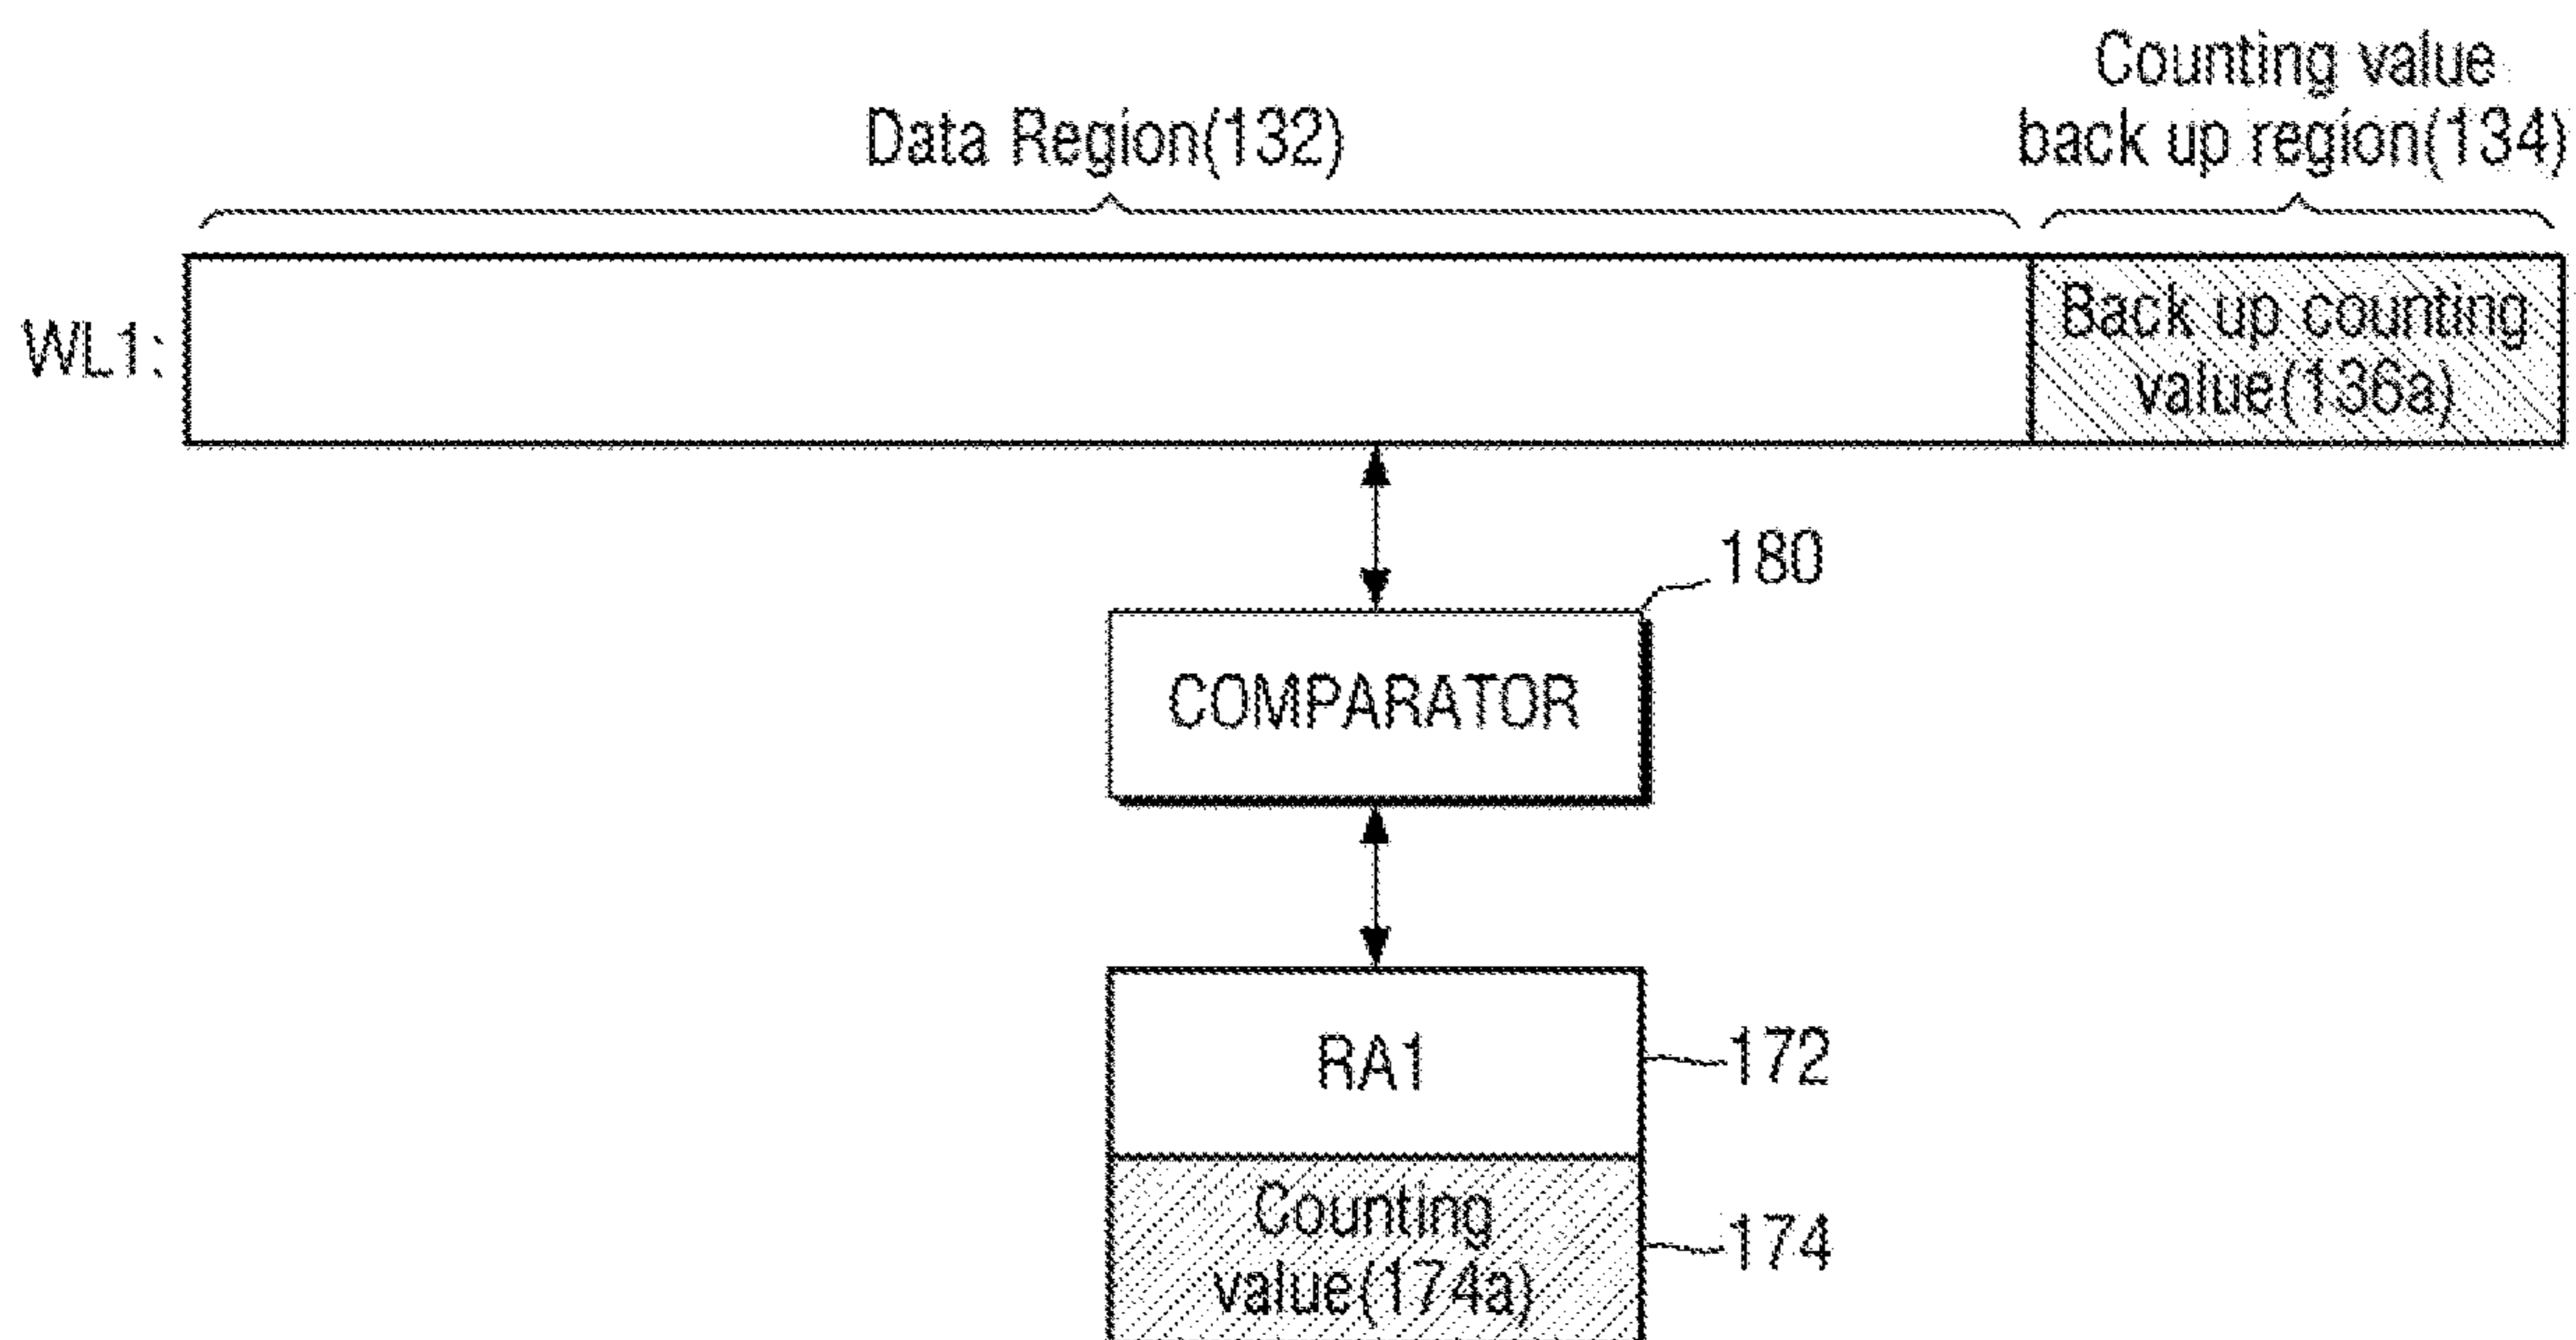 Counting value
Data Region(132)
back up region(134)
WL1:
Back up counting
value(136a)
180
COMPARATOR
RA1
172
Counting
value(174a)
174